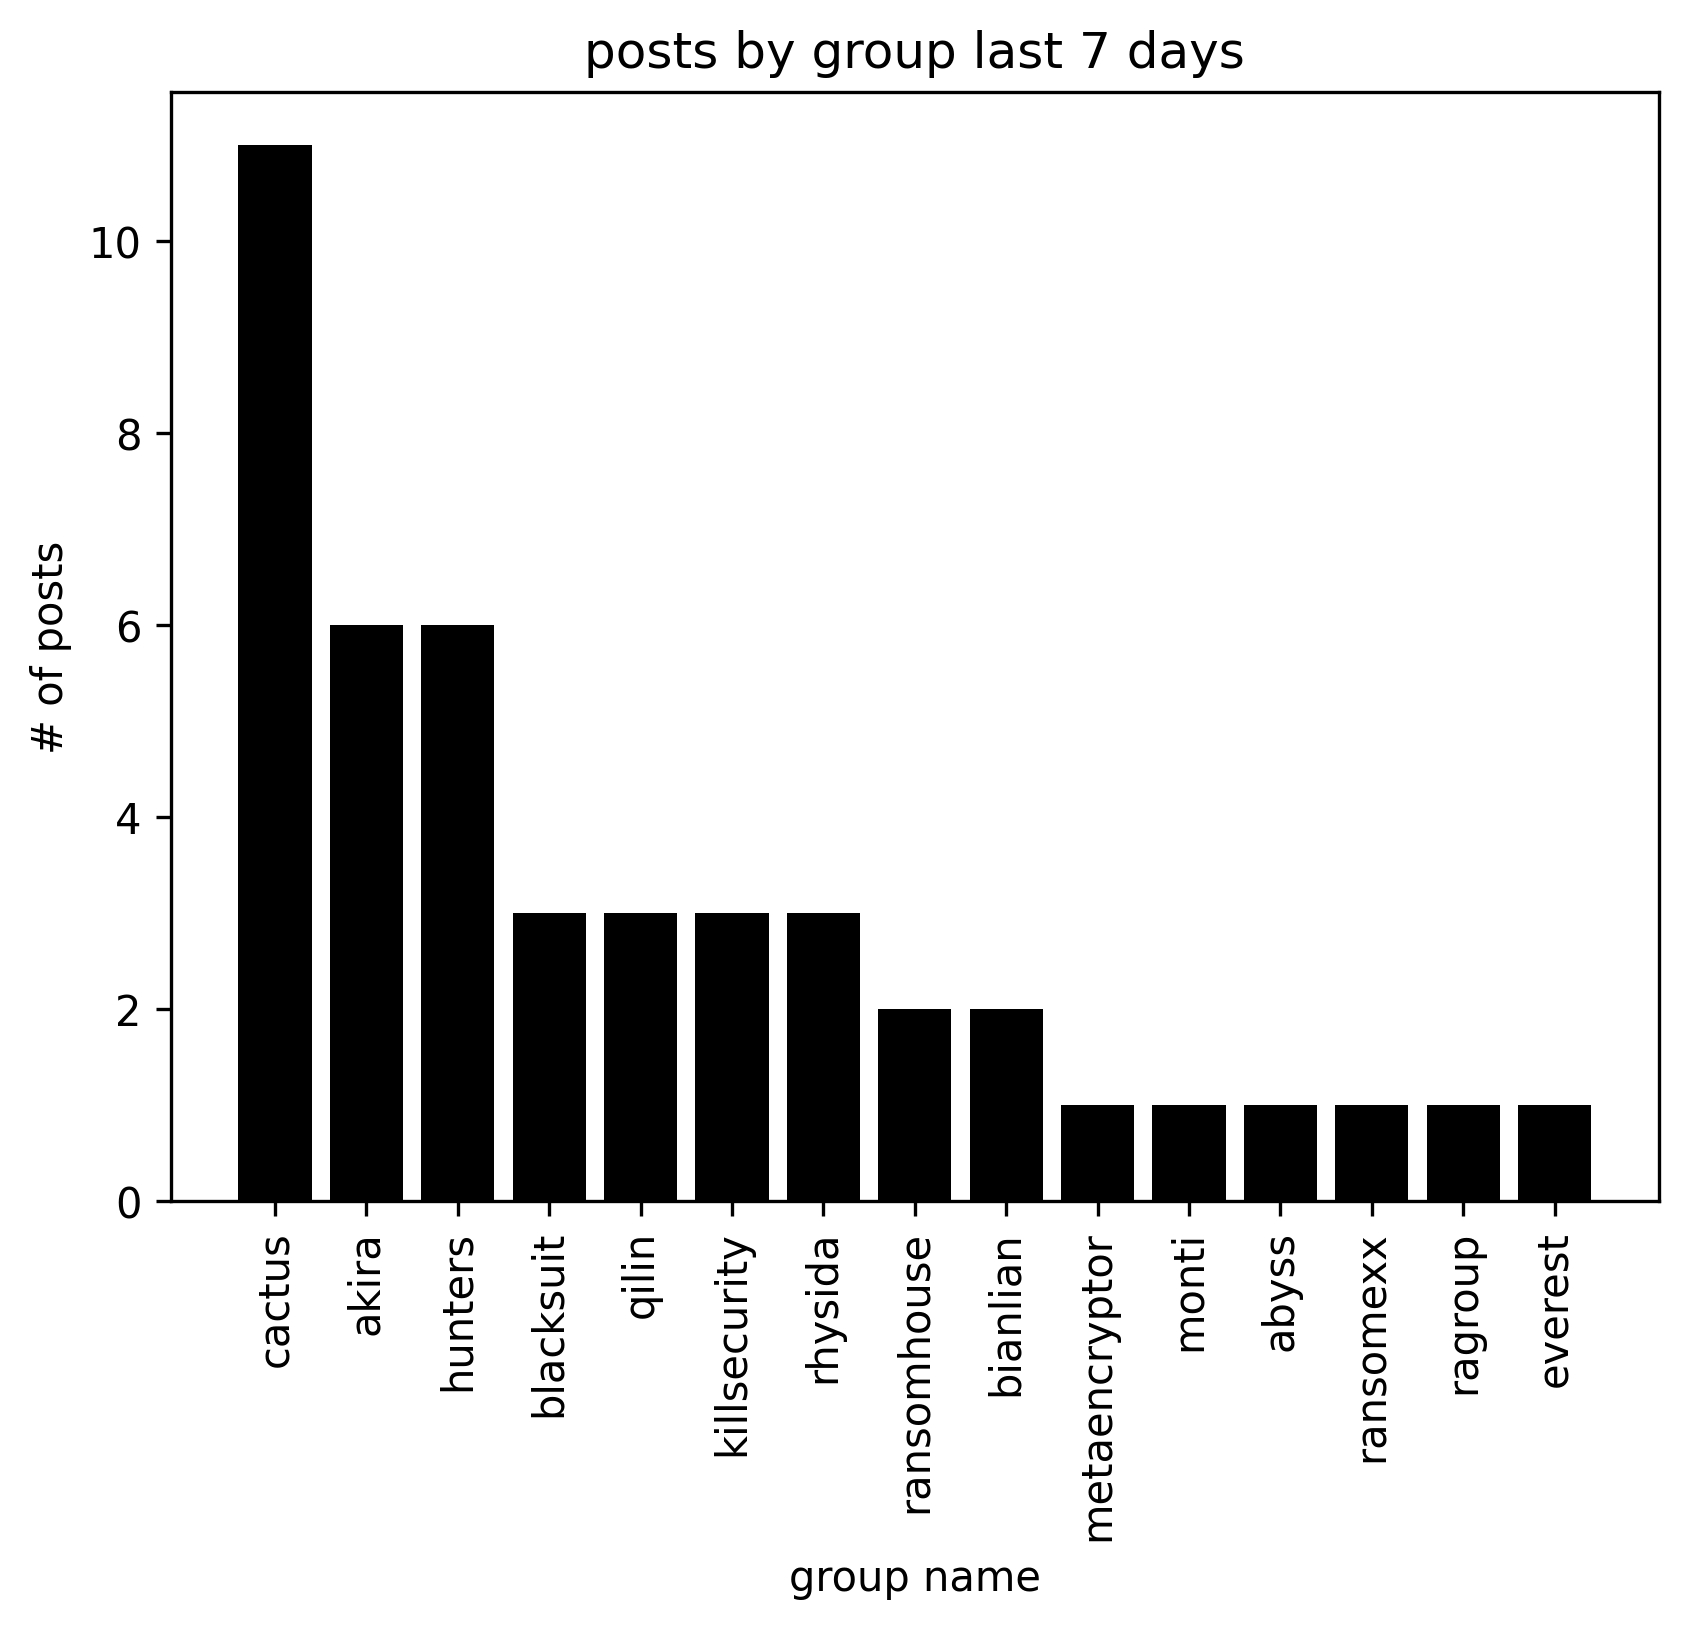 posts by group last 7 days
# of posts
10
8
6
4
2
0
cactus
akira
hunters
blacksuit
qilin
killsecurity
rhysida
ransomhouse
bianlian
metaencryptor
monti
abyss
ransomexx
ragroup
everest
group name